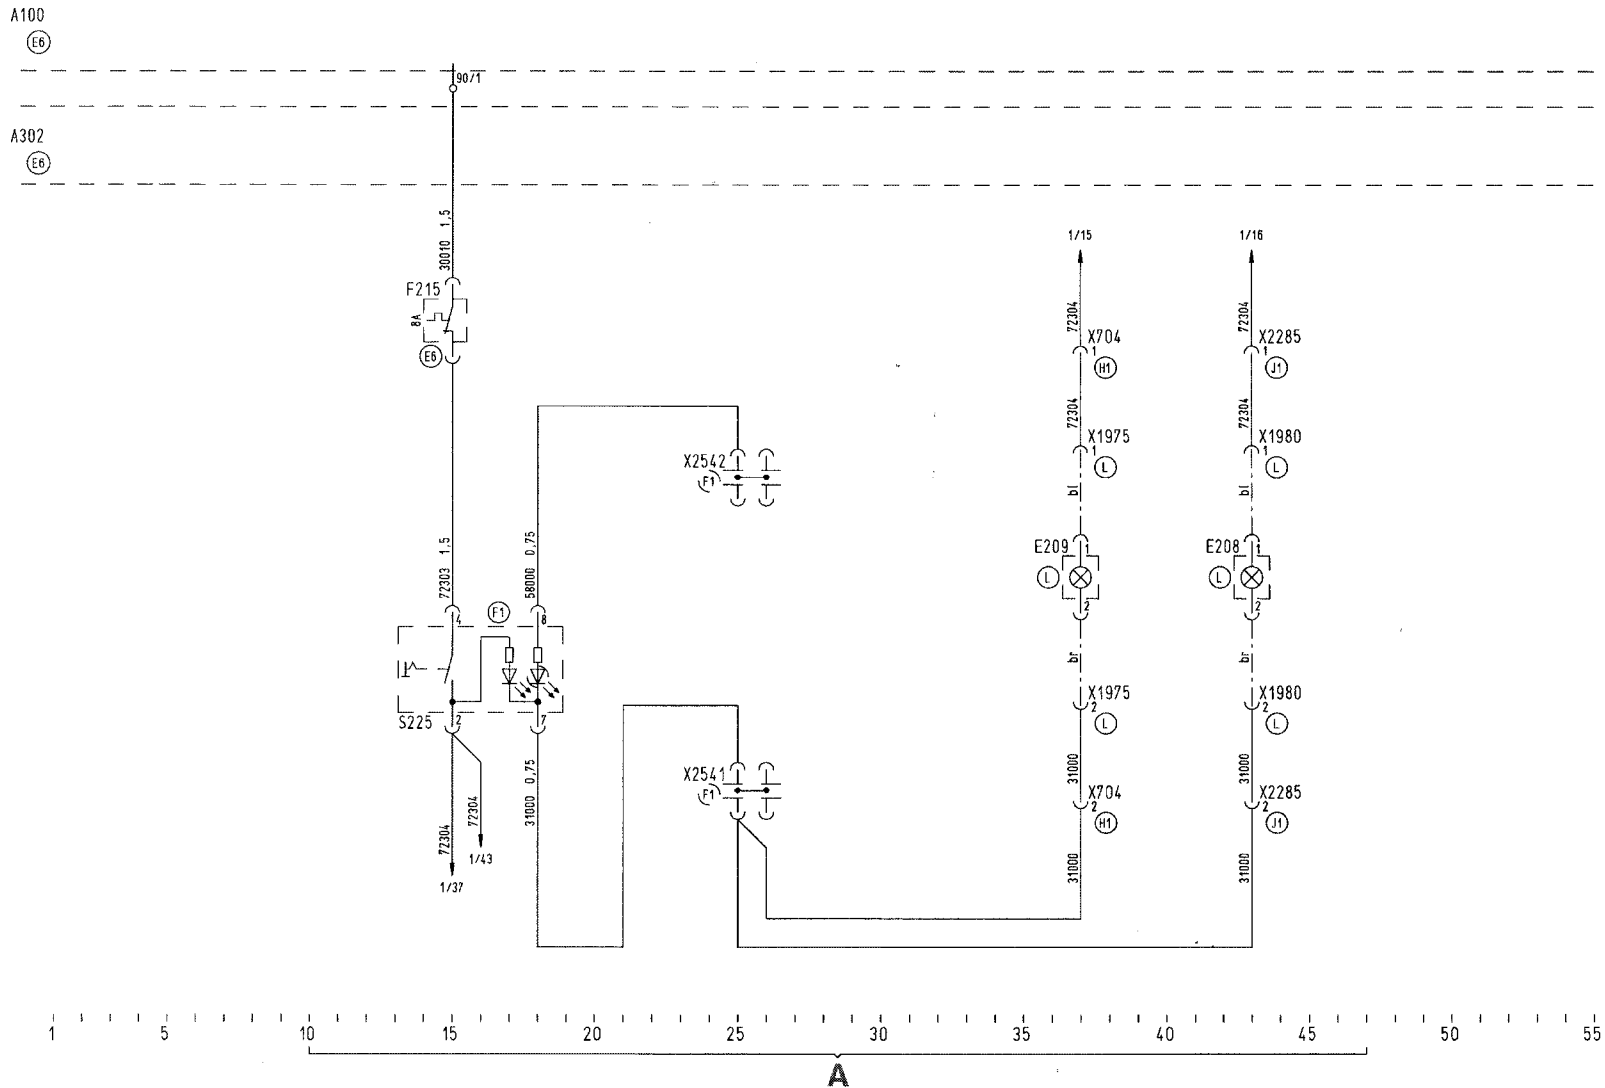 A100
E6
90/1
A302
E6
30010 1,5
F215
8A
E6
1/15
1/16
72304
72304
X704
1
H1
X2285
1
J1
72304
72304
X1975
1
L
X1980
1
L
X2542
F1
bl
bl
E209
1
L
2
E208
1
L
2
72303 1,5
58000 0,75
4
F1
8
br
br
S225
2
7
X1975
2
L
X1980
2
L
31000 0,75
X2541
F1
31000
31000
X704
2
H1
X2285
2
J1
72304
72304
1/43
1/37
31000
31000
1 5 10 15 20 25 30 35 40 45 50 55
A